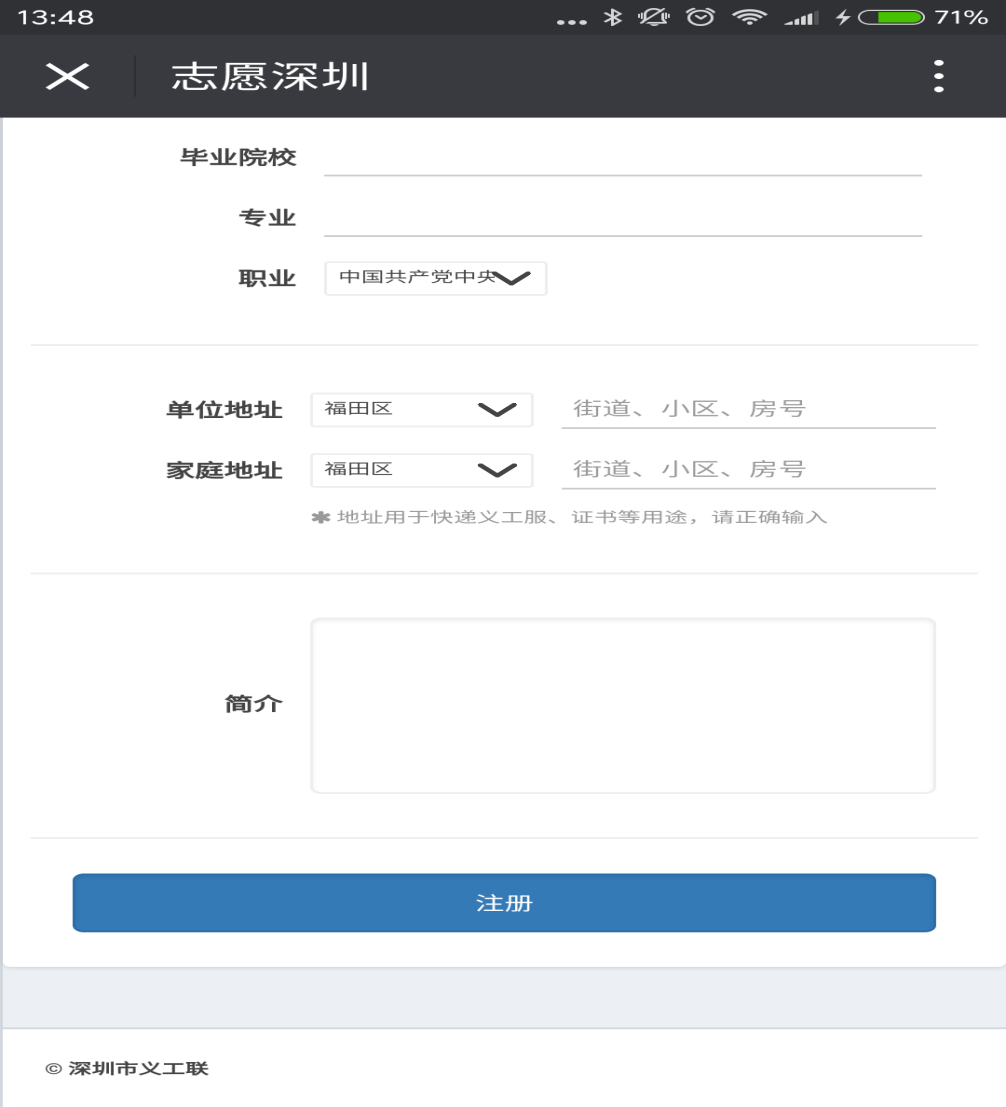 13:48 71%
志愿深圳
毕业院校
专业
职业 中国共产党中央
单位地址 福田区 街道、小区、房号
家庭地址 福田区 街道、小区、房号
✱ 地址用于快递义工服、证书等用途，请正确输入
简介
注册
© 深圳市义工联